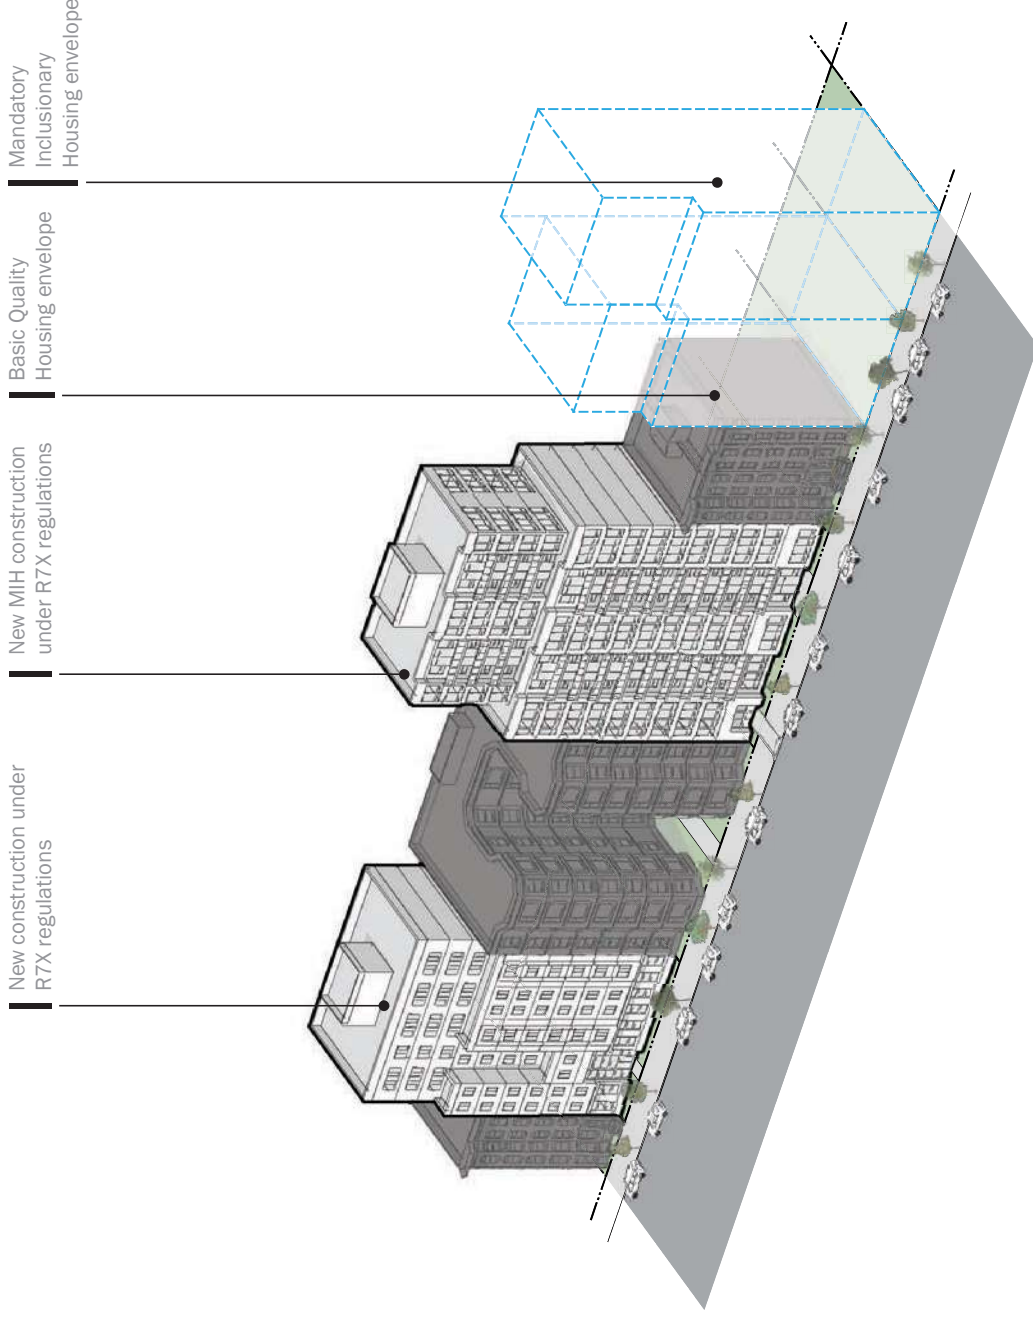 New construction under
R7X regulations
New MIH construction
under R7X regulations
Basic Quality
Housing envelope
Mandatory
Inclusionary
Housing envelope